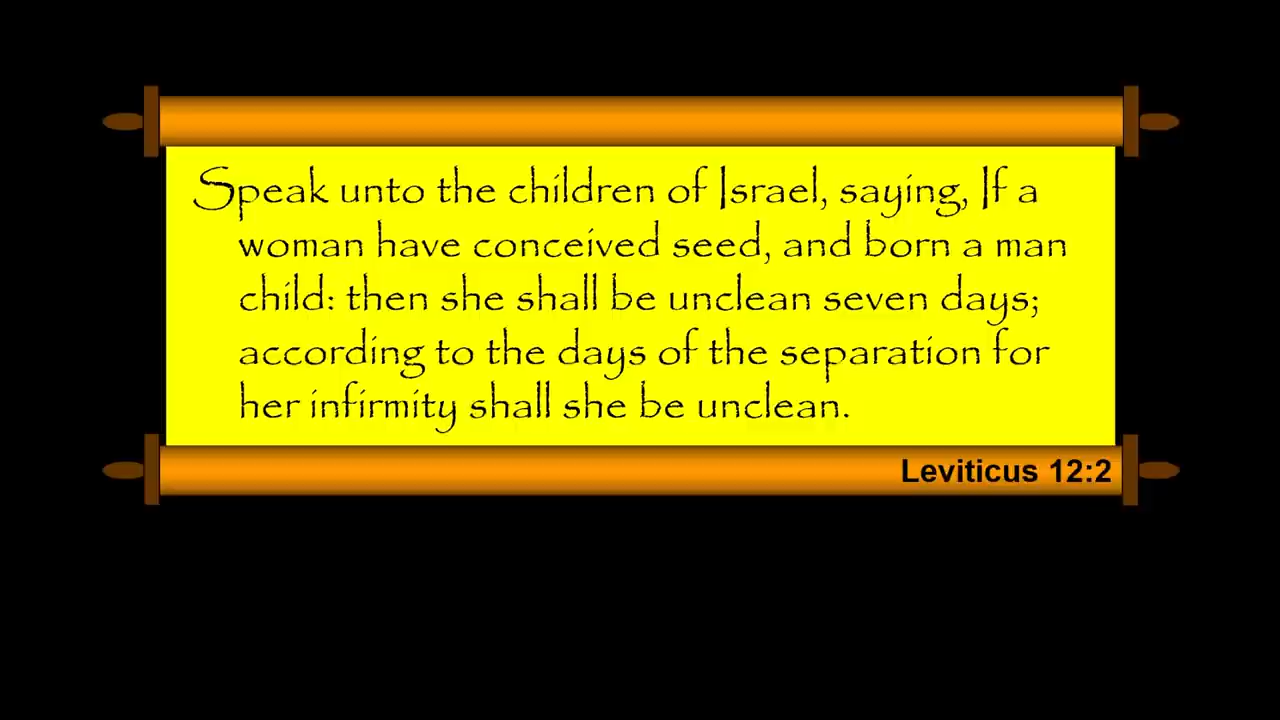 Speak unto the children of Israel, saying, If a
woman have conceived seed, and born a man
child: then she shall be unclean seven days;
according to the days of the separation for
her infirmity shall she be unclean.
Leviticus 12:2